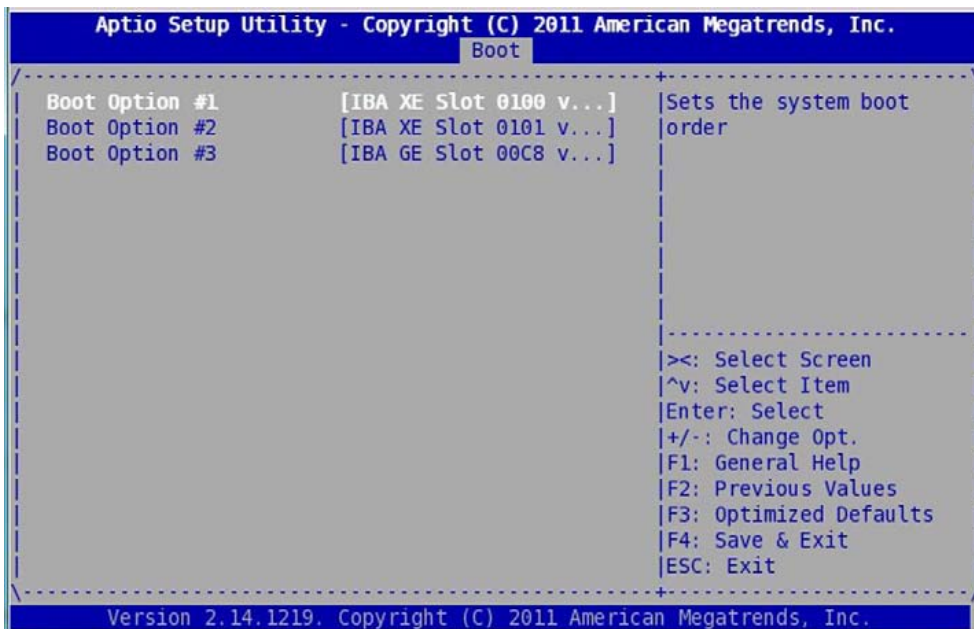 Aptio Setup Utility - Copyright (C) 2011 American Megatrends, Inc.
Boot
Boot Option #1 [IBA XE Slot 0100 v...]
Boot Option #2 [IBA XE Slot 0101 v...]
Boot Option #3 [IBA GE Slot 00C8 v...]
Sets the system boot
order
><: Select Screen
^v: Select Item
Enter: Select
+/-: Change Opt.
F1: General Help
F2: Previous Values
F3: Optimized Defaults
F4: Save & Exit
ESC: Exit
Version 2.14.1219. Copyright (C) 2011 American Megatrends, Inc.